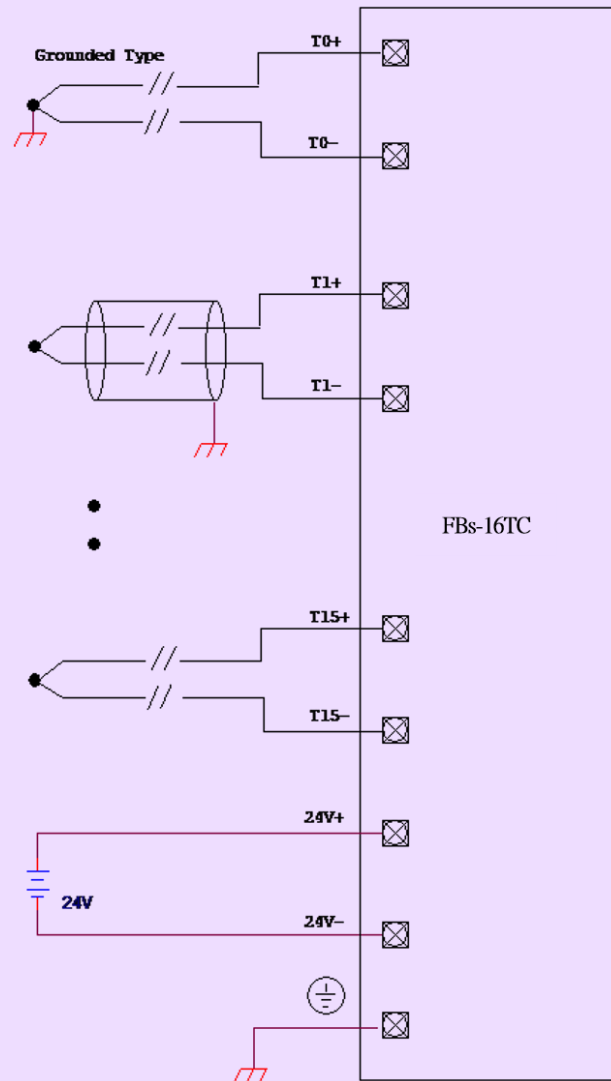 Grounded Type
T0+
T0−
T1+
T1−
FBs-16TC
T15+
T15−
24V+
24V
24V−